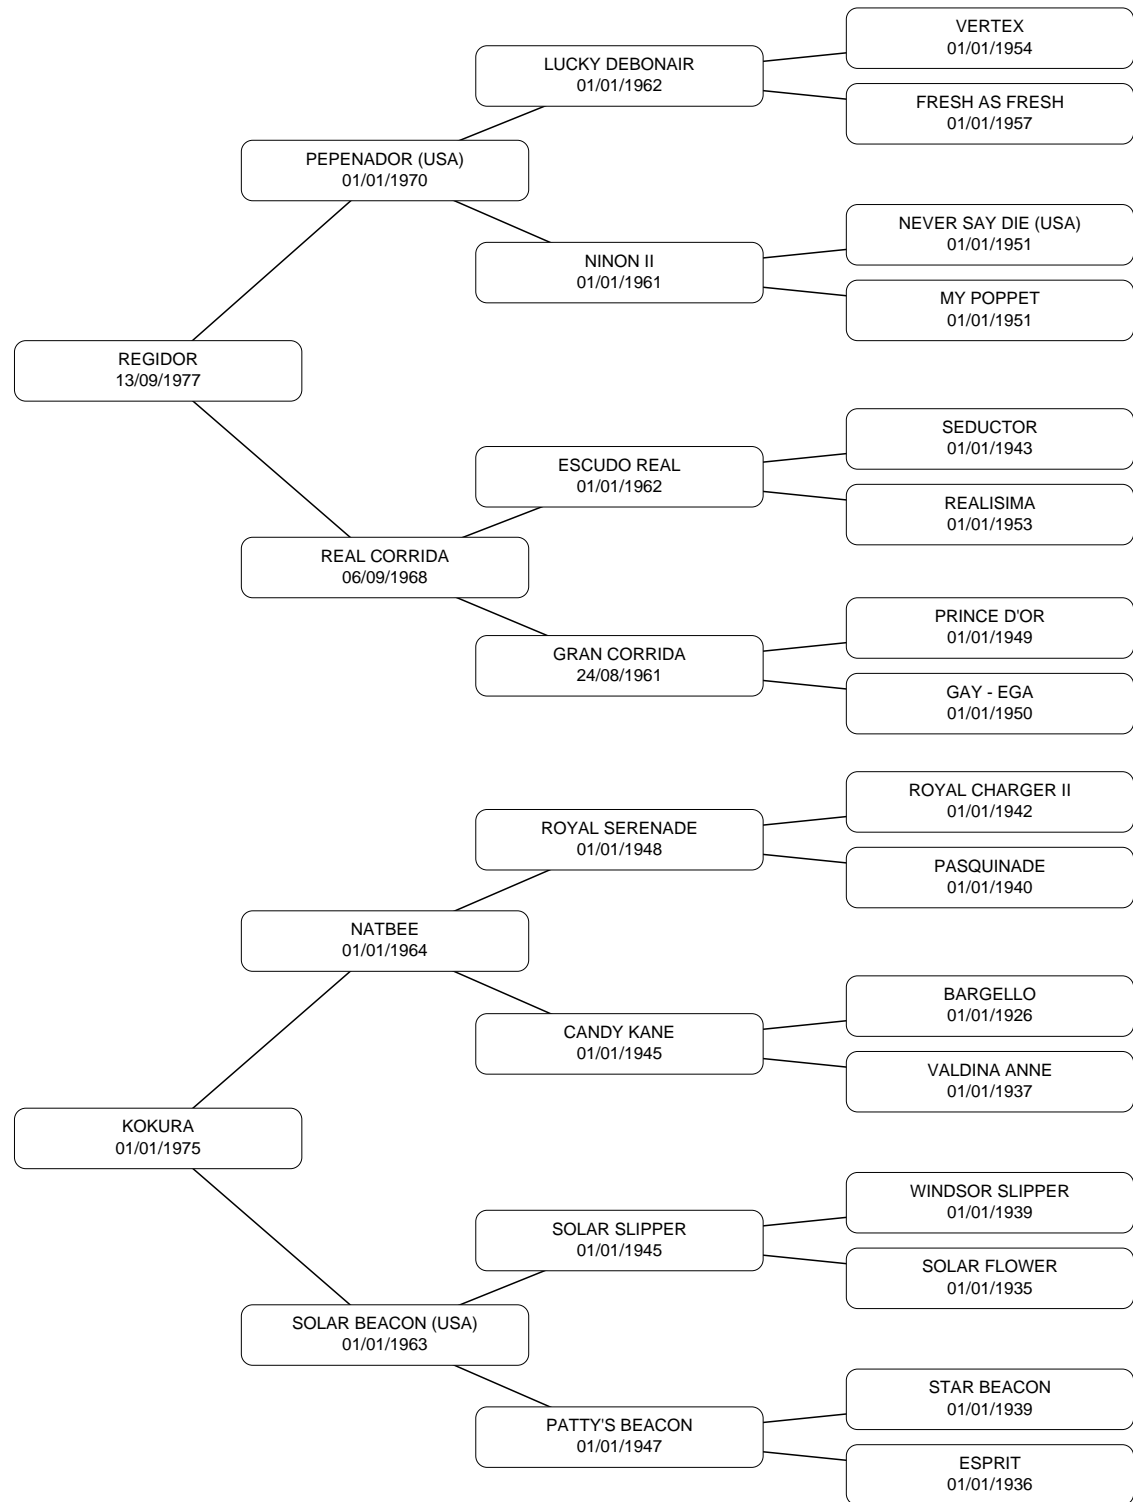 VERTEX
01/01/1954
LUCKY DEBONAIR
01/01/1962
FRESH AS FRESH
01/01/1957
PEPENADOR (USA)
01/01/1970
NEVER SAY DIE (USA)
01/01/1951
NINON II
01/01/1961
MY POPPET
01/01/1951
REGIDOR
13/09/1977
SEDUCTOR
01/01/1943
ESCUDO REAL
01/01/1962
REALISIMA
01/01/1953
REAL CORRIDA
06/09/1968
PRINCE D'OR
01/01/1949
GRAN CORRIDA
24/08/1961
GAY - EGA
01/01/1950
ROYAL CHARGER II
01/01/1942
ROYAL SERENADE
01/01/1948
PASQUINADE
01/01/1940
NATBEE
01/01/1964
BARGELLO
01/01/1926
CANDY KANE
01/01/1945
VALDINA ANNE
01/01/1937
KOKURA
01/01/1975
WINDSOR SLIPPER
01/01/1939
SOLAR SLIPPER
01/01/1945
SOLAR FLOWER
01/01/1935
SOLAR BEACON (USA)
01/01/1963
STAR BEACON
01/01/1939
PATTY'S BEACON
01/01/1947
ESPRIT
01/01/1936